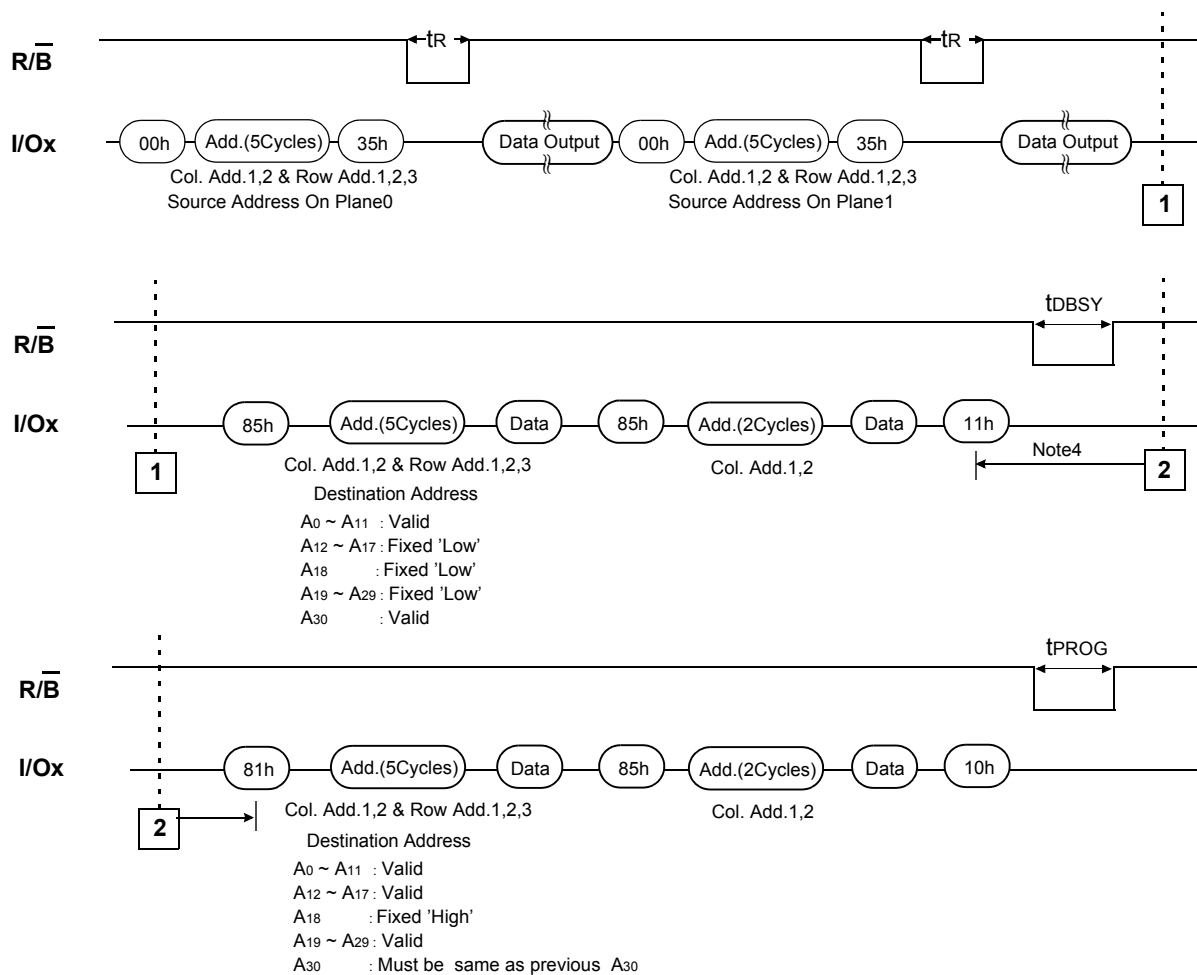 tR tR
R/B
I/Ox 00h Add.(5Cycles) 35h Data Output 00h Add.(5Cycles) 35h Data Output
Col. Add.1,2 & Row Add.1,2,3 Col. Add.1,2 & Row Add.1,2,3
Source Address On Plane0 Source Address On Plane1
1
tDBSY
R/B
I/Ox 85h Add.(5Cycles) Data 85h Add.(2Cycles) Data 11h
1 Col. Add.1,2 & Row Add.1,2,3 Col. Add.1,2 Note4 2
Destination Address
A0 ~ A11 : Valid
A12 ~ A17 : Fixed ’Low’
A18 : Fixed ’Low’
A19 ~ A29 : Fixed ’Low’
A30 : Valid
tPROG
R/B
I/Ox 81h Add.(5Cycles) Data 85h Add.(2Cycles) Data 10h
2 Col. Add.1,2 & Row Add.1,2,3 Col. Add.1,2
Destination Address
A0 ~ A11 : Valid
A12 ~ A17 : Valid
A18 : Fixed ’High’
A19 ~ A29 : Valid
A30 : Must be same as previous A30